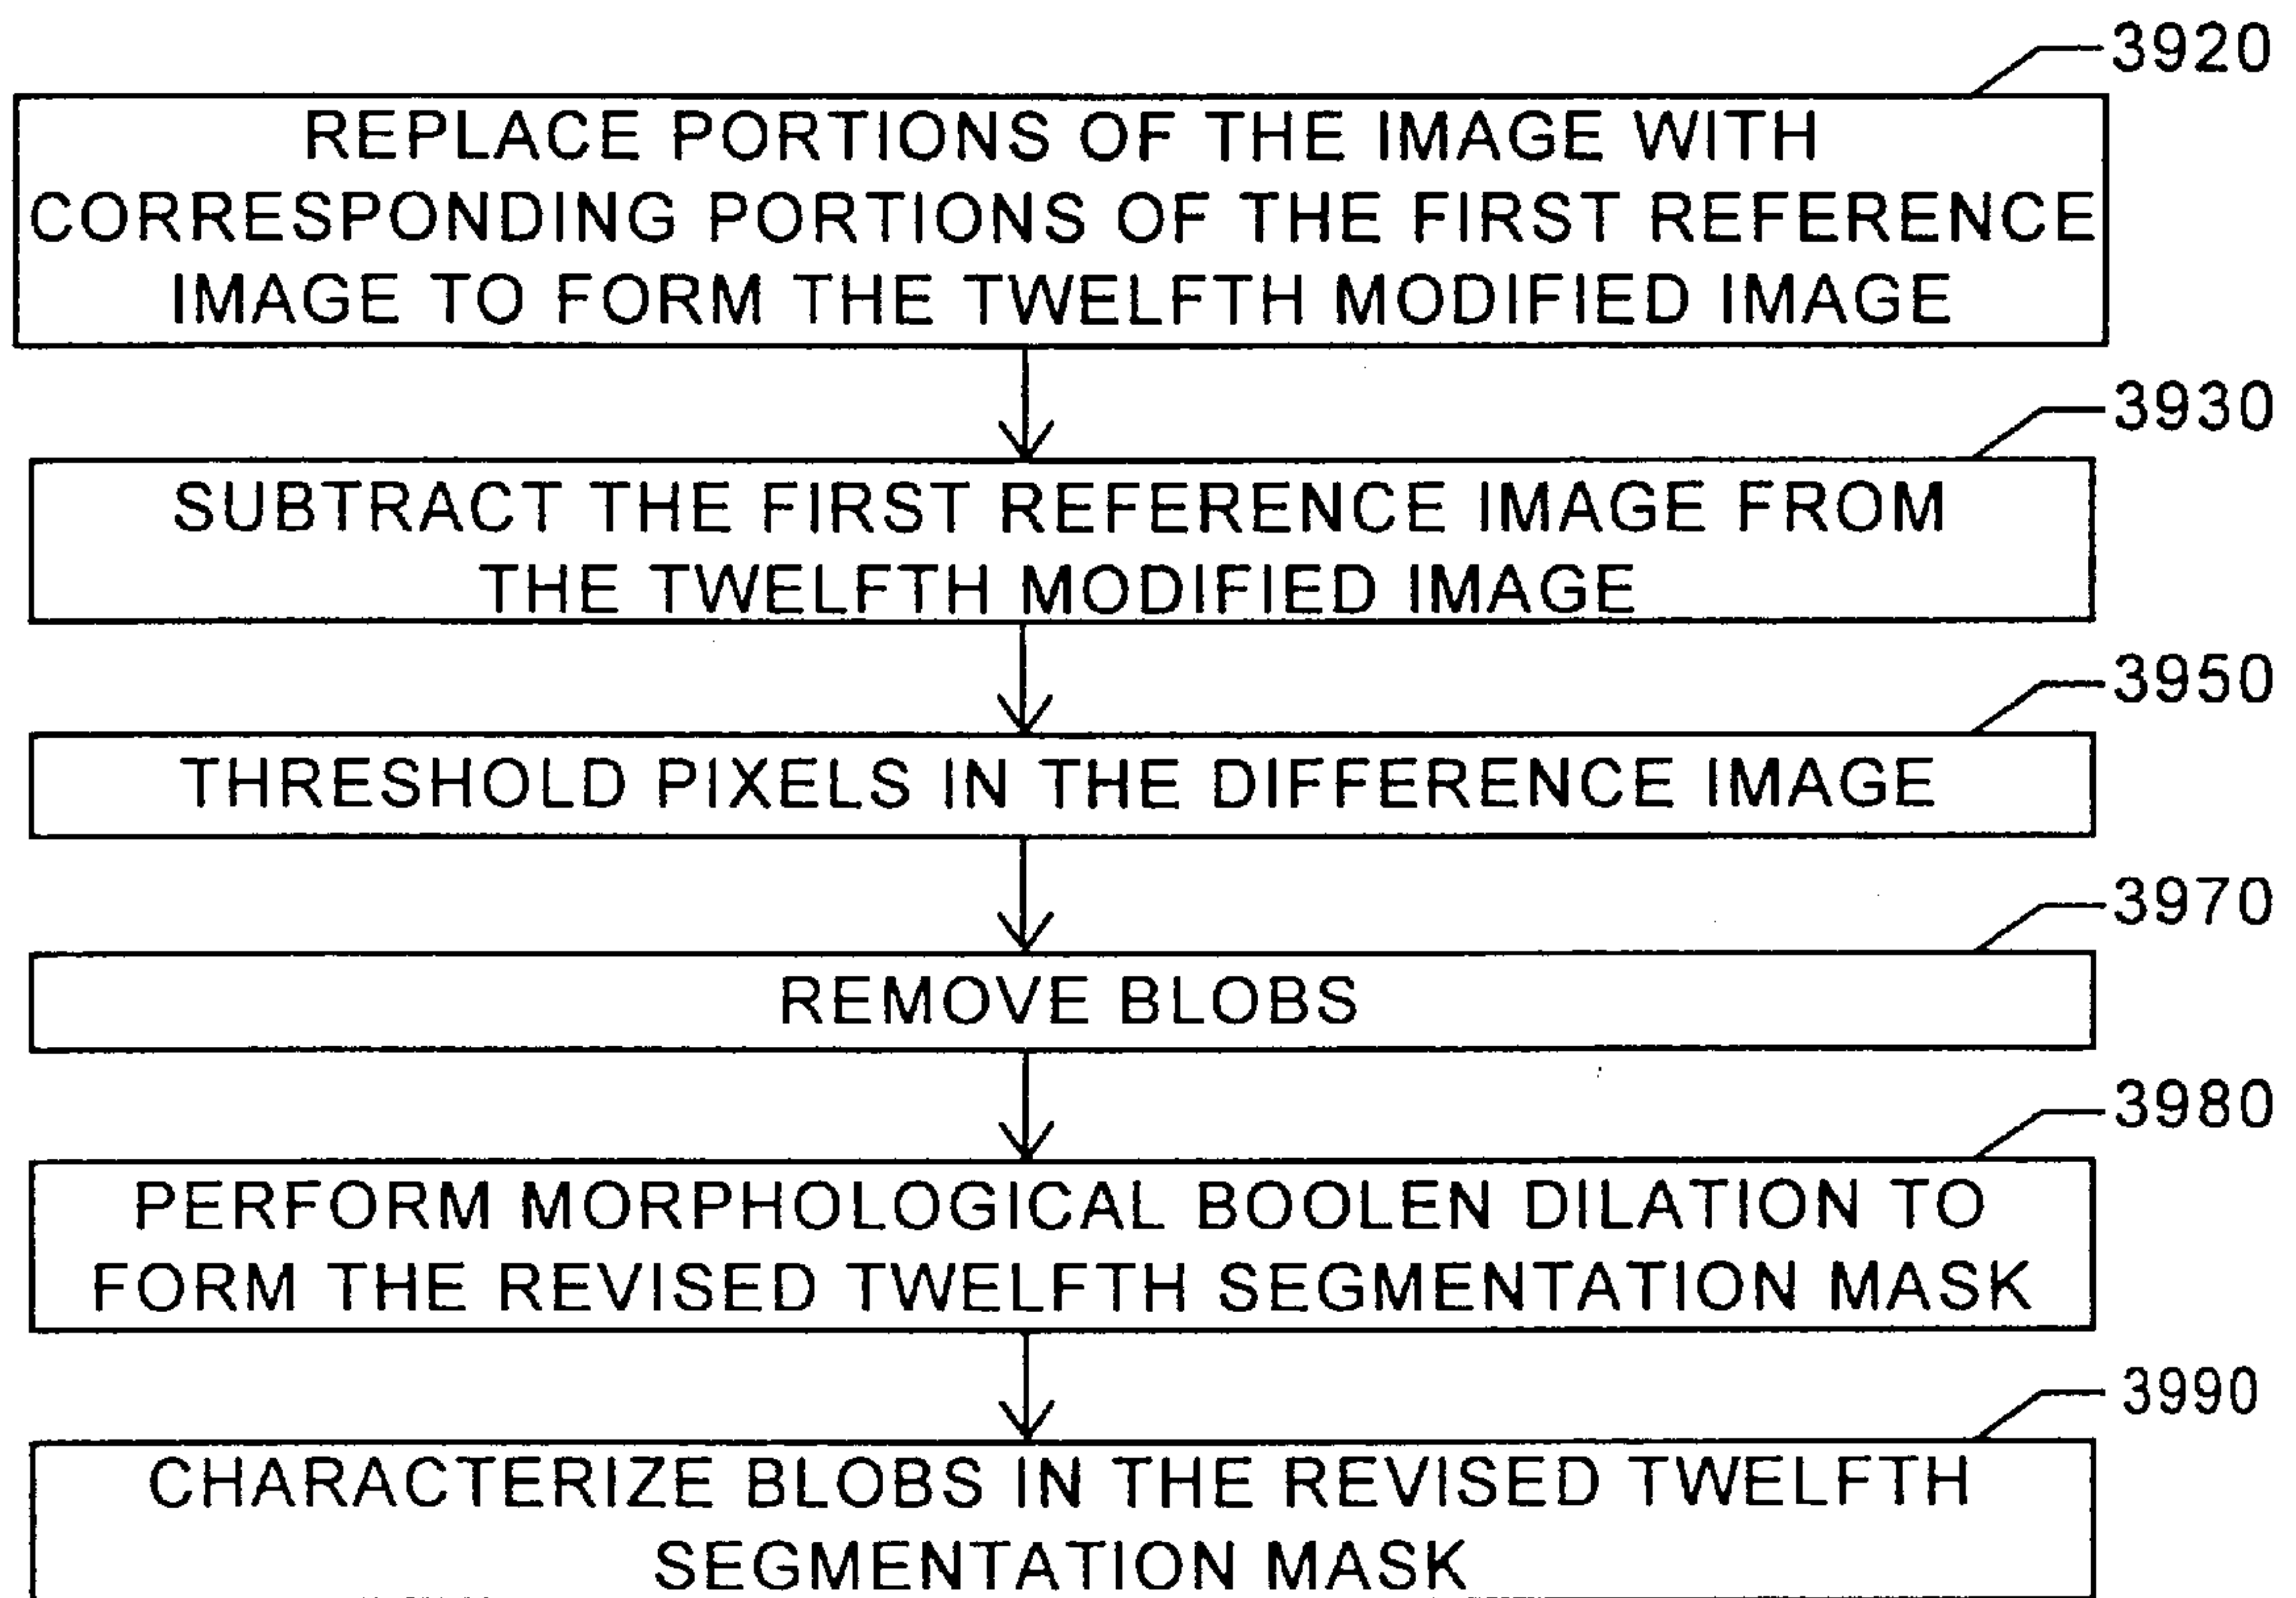 3920
REPLACE PORTIONS OF THE IMAGE WITH
CORRESPONDING PORTIONS OF THE FIRST REFERENCE
IMAGE TO FORM THE TWELFTH MODIFIED IMAGE
3930
SUBTRACT THE FIRST REFERENCE IMAGE FROM
THE TWELFTH MODIFIED IMAGE
3950
THRESHOLD PIXELS IN THE DIFFERENCE IMAGE
3970
REMOVE BLOBS
3980
PERFORM MORPHOLOGICAL BOOLEN DILATION TO
FORM THE REVISED TWELFTH SEGMENTATION MASK
3990
CHARACTERIZE BLOBS IN THE REVISED TWELFTH
SEGMENTATION MASK